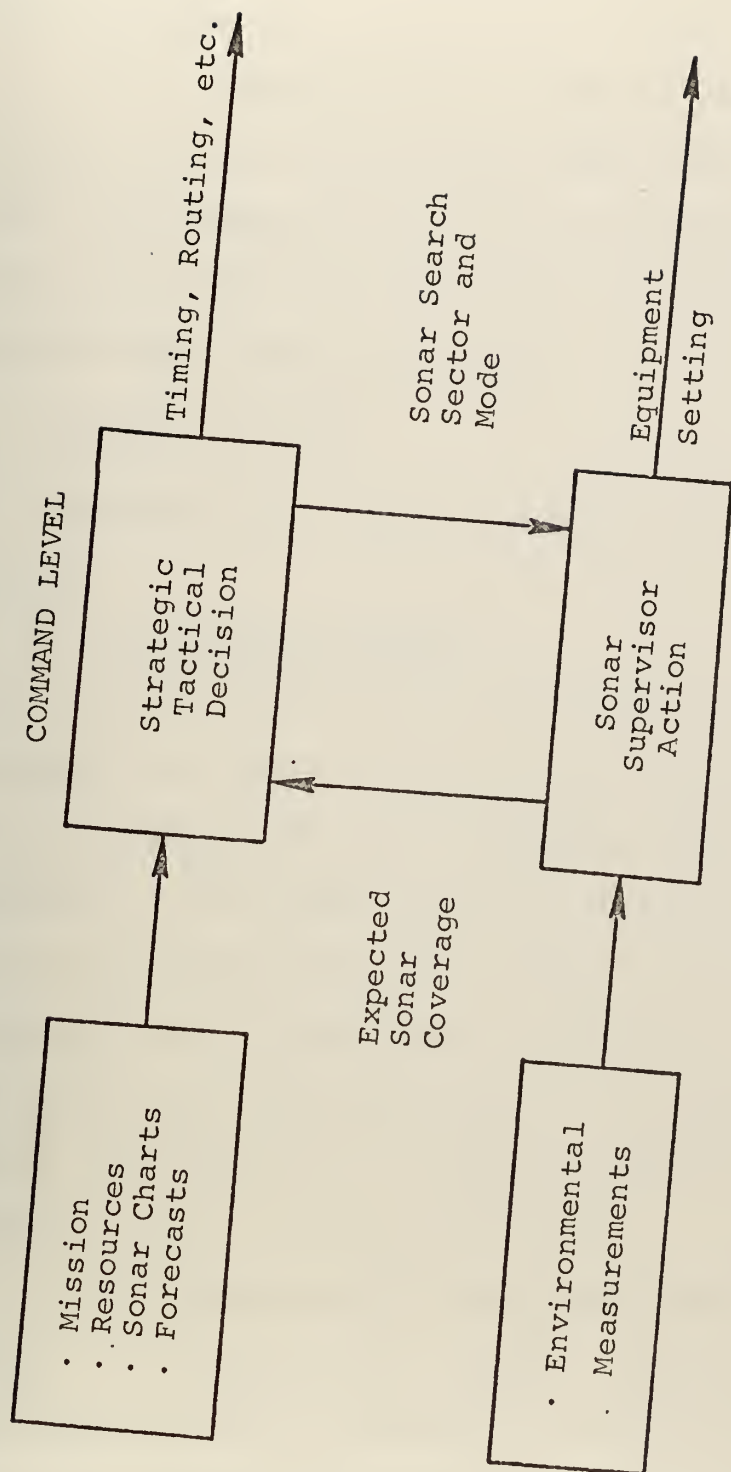 COMMAND LEVEL
· Mission
· Resources
· Sonar Charts
· Forecasts
Strategic
Tactical
Decision
Timing, Routing, etc.
Expected
Sonar
Coverage
Sonar Search
Sector and
Mode
· Environmental
· Measurements
Sonar
Supervisor
Action
Equipment
Setting